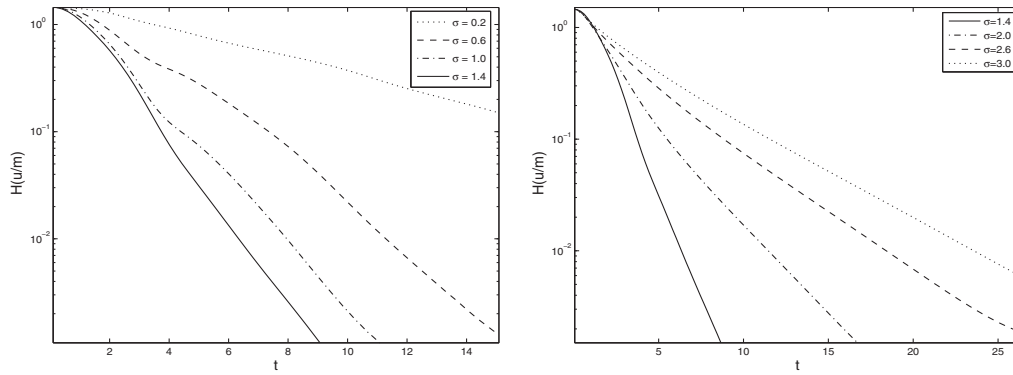 10⁰
10⁻¹
10⁻²
H(u/m)
2 4 6 8 10 12 14
t
σ = 0.2
σ = 0.6
σ = 1.0
σ = 1.4
10⁰
10⁻¹
10⁻²
H(u/m)
5 10 15 20 25
t
σ=1.4
σ=2.0
σ=2.6
σ=3.0